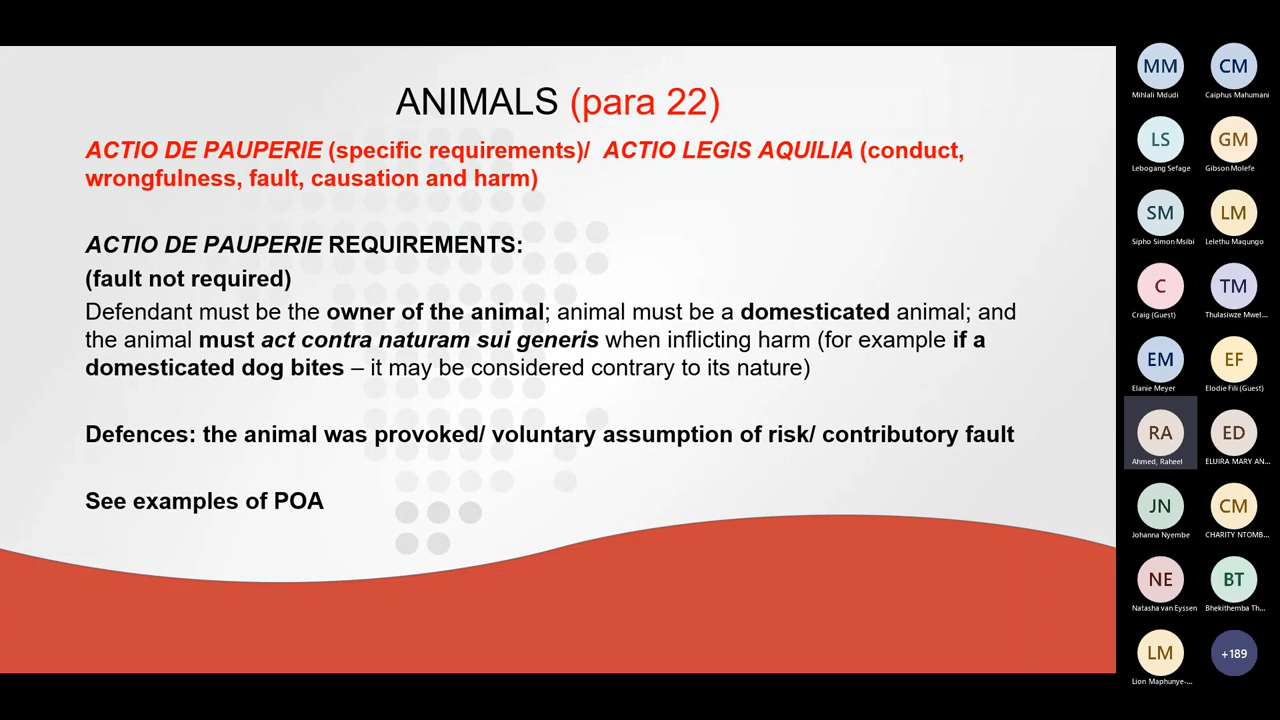 ANIMALS (para 22)
ACTIO DE PAUPERIE (specific requirements)/ ACTIO LEGIS AQUILIA (conduct,
wrongfulness, fault, causation and harm)
ACTIO DE PAUPERIE REQUIREMENTS:
(fault not required)
Defendant must be the owner of the animal; animal must be a domesticated animal; and
the animal must act contra naturam sui generis when inflicting harm (for example if a
domesticated dog bites – it may be considered contrary to its nature)
Defences: the animal was provoked/ voluntary assumption of risk/ contributory fault
See examples of POA
MM CM
Mihlali Mdudi Caiphus Mahumani
LS GM
Lebogang Sefage Gibson Molefe
SM LM
Sipho Simon Msibi Lelethu Maqungo
C TM
Craig (Guest) Thulasiwze Mwel...
EM EF
Elanie Meyer Elodie Fili (Guest)
RA ED
Ahmed, Raheel ELUIRA MARY AN...
JN CM
Johanna Nyembe CHARITY NTOMB...
NE BT
Natasha van Eyssen Bhekithemba Th...
LM +189
Lion Maphunye-...